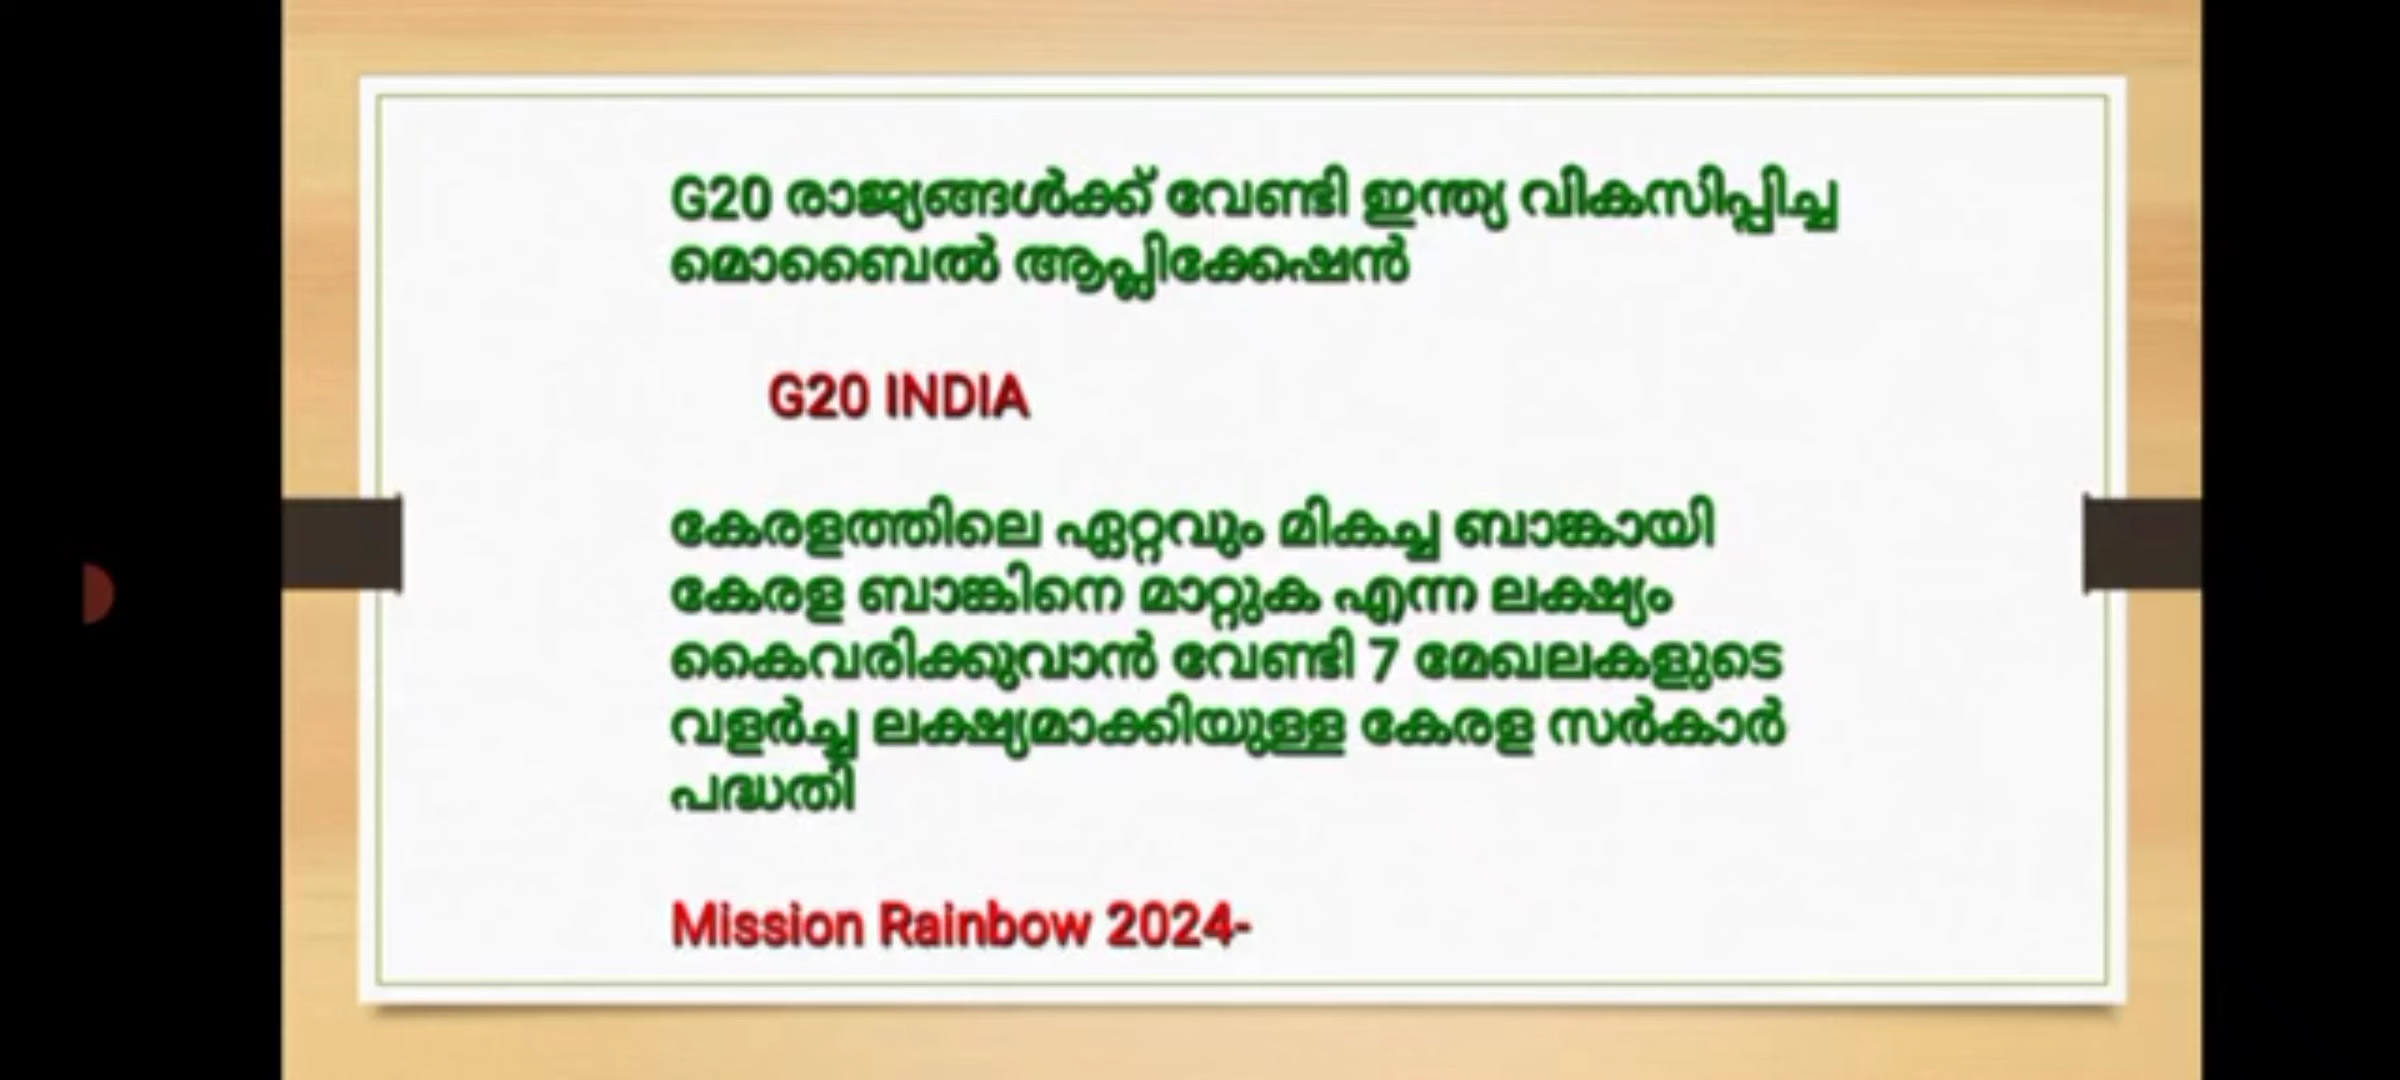 G20 രാജ്യങ്ങൾക്ക് വേണ്ടി ഇന്ത്യ വികസിപ്പിച്ച
മൊബൈൽ ആപ്ലിക്കേഷൻ
G20 INDIA
കേരളത്തിലെ ഏറ്റവും മികച്ച ബാങ്കായി
കേരള ബാങ്കിനെ മാറ്റുക എന്ന ലക്ഷ്യം
കൈവരിക്കുവാൻ വേണ്ടി 7 മേഖലകളുടെ
വളർച്ച ലക്ഷ്യമാക്കിയുള്ള കേരള സർകാർ
പദ്ധതി
Mission Rainbow 2024-